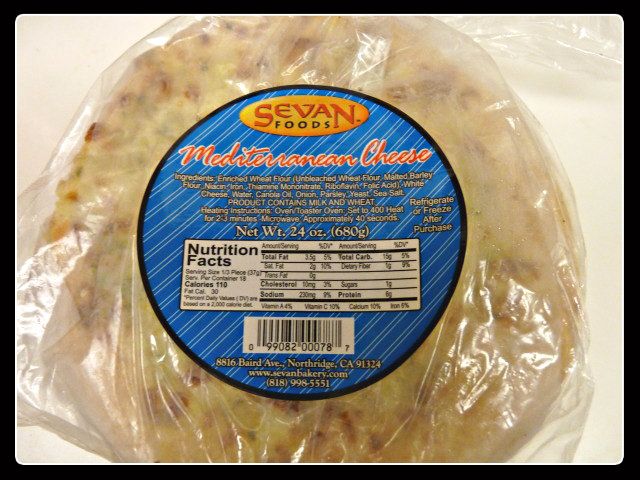 SEVAN
FOODS
Mediterranean Cheese
Ingredients: Enriched Wheat Flour (Unbleached Wheat Flour, Malted Barley
Flour, Niacin, Iron, Thiamine Mononitrate, Riboflavin, Folic Acid), White
Cheese, Water, Canola Oil, Onion, Parsley, Yeast, Sea Salt.
PRODUCT CONTAINS MILK AND WHEAT
Heating Instructions: Oven/Toaster Oven: Set to 400 Heat
for 2-3 minutes. Microwave: Approximately 40 seconds.
Refrigerate
or Freeze
After
Purchase
Net Wt. 24 oz. (680g)
Nutrition
Facts
Serving Size 1/3 Piece (37g)
Serv. Per Container 18
Calories 110
Fat Cal. 30
*Percent Daily Values (DV) are
based on a 2,000 calorie diet.
Amount/Serving %DV* Amount/Serving %DV*
Total Fat 3.5g 5% Total Carb. 15g 5%
Sat. Fat 2g 10% Dietary Fiber 1g 9%
Trans Fat 0g
Cholesterol 10mg 3% Sugars 1g
Sodium 230mg 9% Protein 6g
Vitamin A 4% Vitamin C 10% Calcium 10% Iron 6%
0 99082 00078 7
8816 Baird Ave., Northridge, CA 91324
www.sevanbakery.com
(818) 998-5551